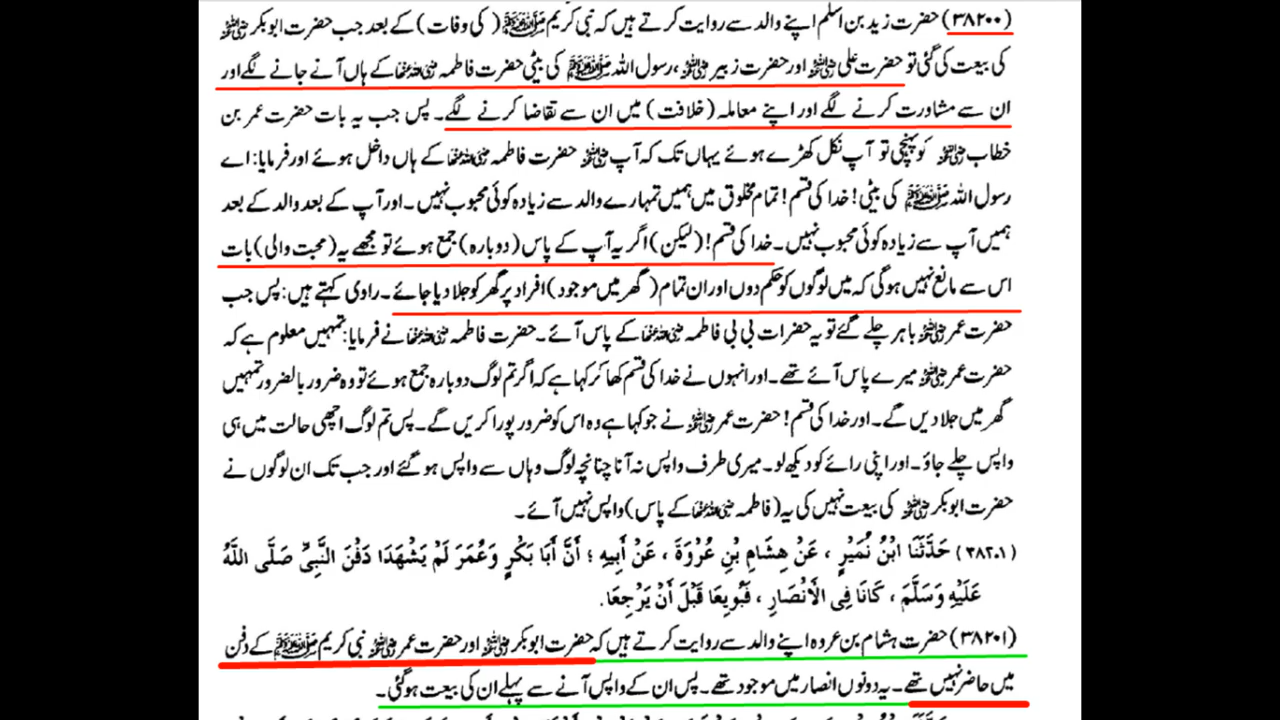 (۳۸۲۰۰) حضرت زید بن اسلم اپنے والد سے روایت کرتے ہیں کہ نبی کریم ﷺ ( کی وفات) کے بعد جب حضرت ابوبکر رضی اللہ عنہ
کی بیعت کی گئی تو حضرت علی رضی اللہ عنہ اور حضرت زبیر رضی اللہ عنہ، رسول اللہ ﷺ کی بیٹی حضرت فاطمہ رضی اللہ عنہا کے ہاں آنے جانے لگے اور
ان سے مشاورت کرنے لگے اور اپنے معاملہ (خلافت) میں ان سے تقاضا کرنے لگے۔ پس جب یہ بات حضرت عمر بن
خطاب رضی اللہ عنہ کو پہنچی تو آپ نکل کھڑے ہوئے یہاں تک کہ آپ رضی اللہ عنہ حضرت فاطمہ رضی اللہ عنہا کے ہاں داخل ہوئے اور فرمایا: اے
رسول اللہ ﷺ کی بیٹی! خدا کی قسم! تمام مخلوق میں ہمیں تمہارے والد سے زیادہ کوئی محبوب نہیں۔ اور آپ کے بعد والد کے بعد
ہمیں آپ سے زیادہ کوئی محبوب نہیں۔ خدا کی قسم! (لیکن) اگر یہ آپ کے پاس (دوبارہ) جمع ہوئے تو مجھے یہ (محبت والی) بات
اس سے مانع نہیں ہوگی کہ میں لوگوں کو حکم دوں اور ان تمام (گھر میں موجود) افراد پر گھر کو جلا دیا جائے۔ راوی کہتے ہیں: پس جب
حضرت عمر رضی اللہ عنہ باہر چلے گئے تو یہ حضرات بی بی فاطمہ رضی اللہ عنہا کے پاس آئے۔ حضرت فاطمہ رضی اللہ عنہا نے فرمایا: تمہیں معلوم ہے کہ
حضرت عمر رضی اللہ عنہ میرے پاس آئے تھے۔ اور انہوں نے خدا کی قسم کھا کر کہا ہے کہ اگر تم لوگ دوبارہ جمع ہوئے تو وہ ضرور بالضرور تمہیں
گھر میں جلا دیں گے۔ اور خدا کی قسم! حضرت عمر رضی اللہ عنہ نے جو کہا ہے وہ اس کو ضرور پورا کریں گے۔ پس تم لوگ اچھی حالت میں ہی
واپس چلے جاؤ۔ اور اپنی رائے کو دیکھ لو۔ میری طرف واپس نہ آنا چنانچہ لوگ وہاں سے واپس ہوگئے اور جب تک ان لوگوں نے
حضرت ابوبکر رضی اللہ عنہ کی بیعت نہیں کی یہ (فاطمہ رضی اللہ عنہا کے پاس) واپس نہیں آئے۔
(۳۸۲۰۱) حَدَّثَنَا ابْنُ نُمَيْرٍ ، عَنْ هِشَامِ بْنِ عُرْوَةَ ، عَنْ أَبِيهِ ؛ أَنَّ أَبَا بَكْرٍ وَعُمَرَ لَمْ يَشْهَدَا دَفْنَ النَّبِيِّ صَلَّى اللَّهُ
عَلَيْهِ وَسَلَّمَ ، كَانَا فِي الْأَنْصَارِ ، فَبُويِعَا قَبْلَ أَنْ يَرْجِعَا.
(۳۸۲۰۱) حضرت ہشام بن عروہ اپنے والد سے روایت کرتے ہیں کہ حضرت ابوبکر رضی اللہ عنہ اور حضرت عمر رضی اللہ عنہ نبی کریم ﷺ کے دفن
میں حاضر نہیں تھے۔ یہ دونوں انصار میں موجود تھے۔ پس ان کے واپس آنے سے پہلے ان کی بیعت ہوگئی۔